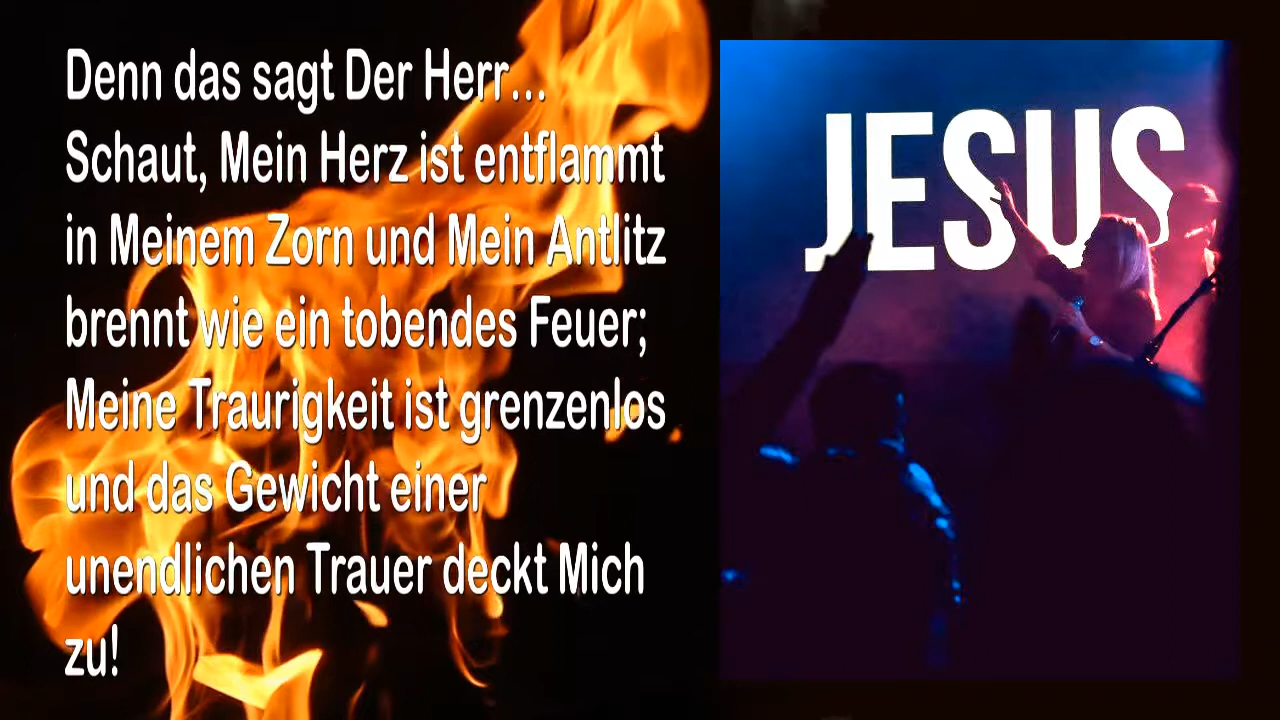 Denn das sagt Der Herr...
Schaut, Mein Herz ist entflammt
in Meinem Zorn und Mein Antlitz
brennt wie ein tobendes Feuer;
Meine Traurigkeit ist grenzenlos
und das Gewicht einer
unendlichen Trauer deckt Mich
zu!
JESUS